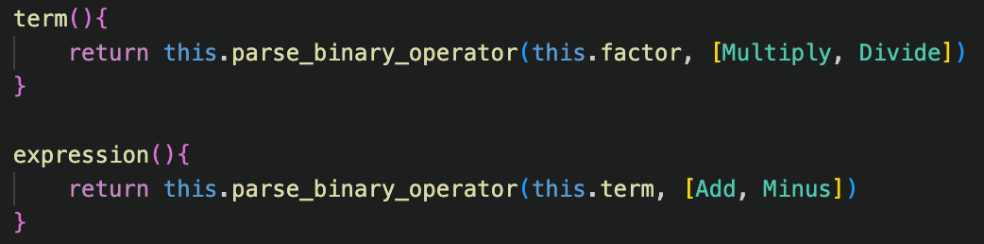 term(){
    return this.parse_binary_operator(this.factor, [Multiply, Divide])
}

expression(){
    return this.parse_binary_operator(this.term, [Add, Minus])
}